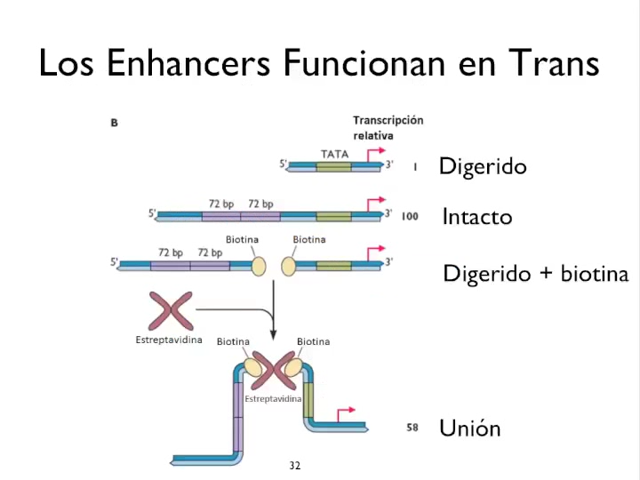 Los Enhancers Funcionan en Trans
B
Transcripción
relativa
TATA
5' 3' 1 Digerido
72 bp 72 bp
5' 3' 100 Intacto
Biotina Biotina
72 bp 72 bp
5' 3' Digerido + biotina
Estreptavidina
Biotina Biotina
Estreptavidina
58 Unión
32